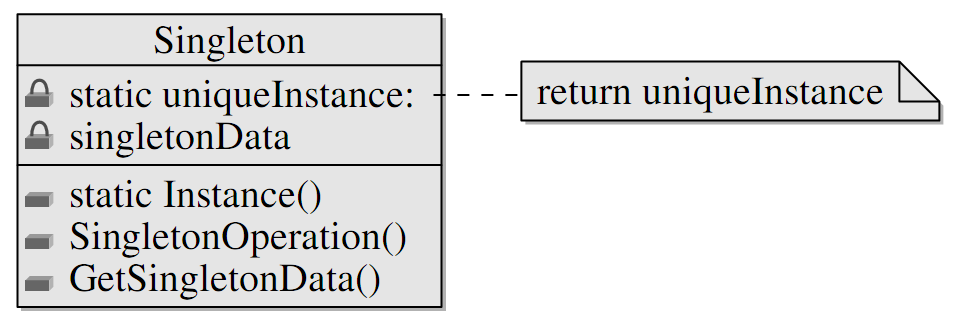 Singleton
static uniqueInstance:
return uniqueInstance
singletonData
static Instance()
SingletonOperation()
GetSingletonData()